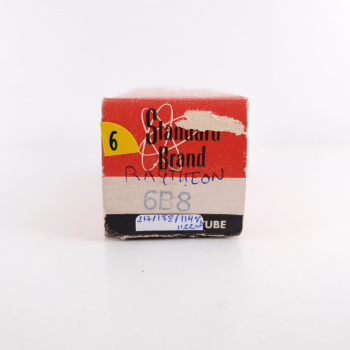 6
Standard
Brand
RAYTHEON
6B8
TUBE